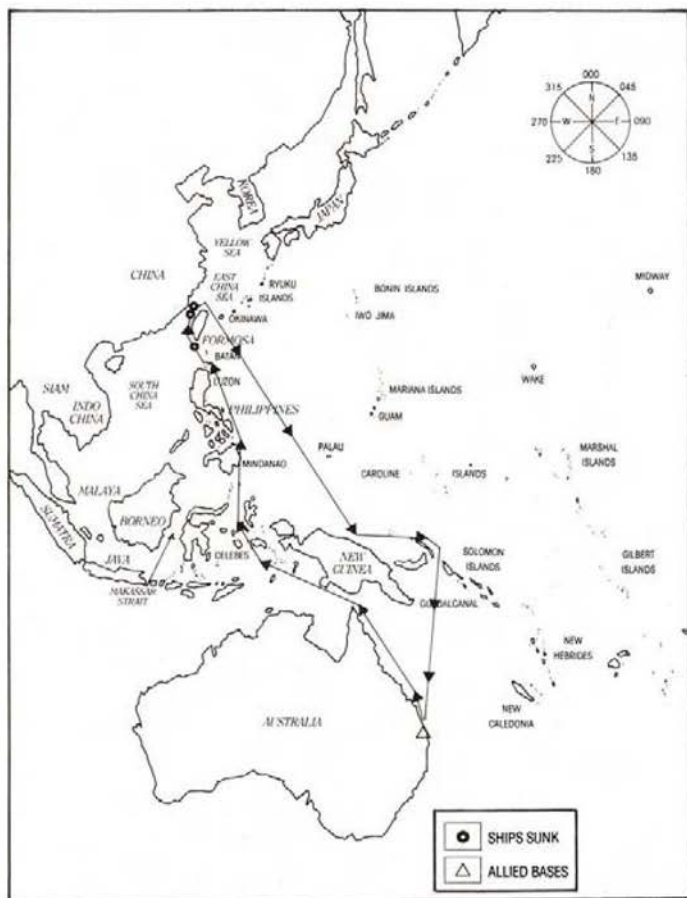 000
315
045
N
270
W
E
090
S
225
135
180
KOREA
JAPAN
YELLOW
SEA
CHINA
EAST
CHINA
SEA
RYUKU
ISLANDS
OKINAWA
BONIN ISLANDS
IWO JIMA
MIDWAY
FORMOSA
BATAN
LUZON
WAKE
SIAM
INDO
CHINA
SOUTH
CHINA
SEA
MARIANA ISLANDS
GUAM
PHILIPPINES
PALAU
MINDANAO
CAROLINE
ISLANDS
MARSHAL
ISLANDS
MALAYA
SUMATRA
BORNEO
CELEBES
JAVA
MAKASSAR
STRAIT
NEW
GUINEA
SOLOMON
ISLANDS
GILBERT
ISLANDS
GUADALCANAL
NEW
HEBRIDES
NEW
CALEDONIA
AUSTRALIA
SHIPS SUNK
ALLIED BASES